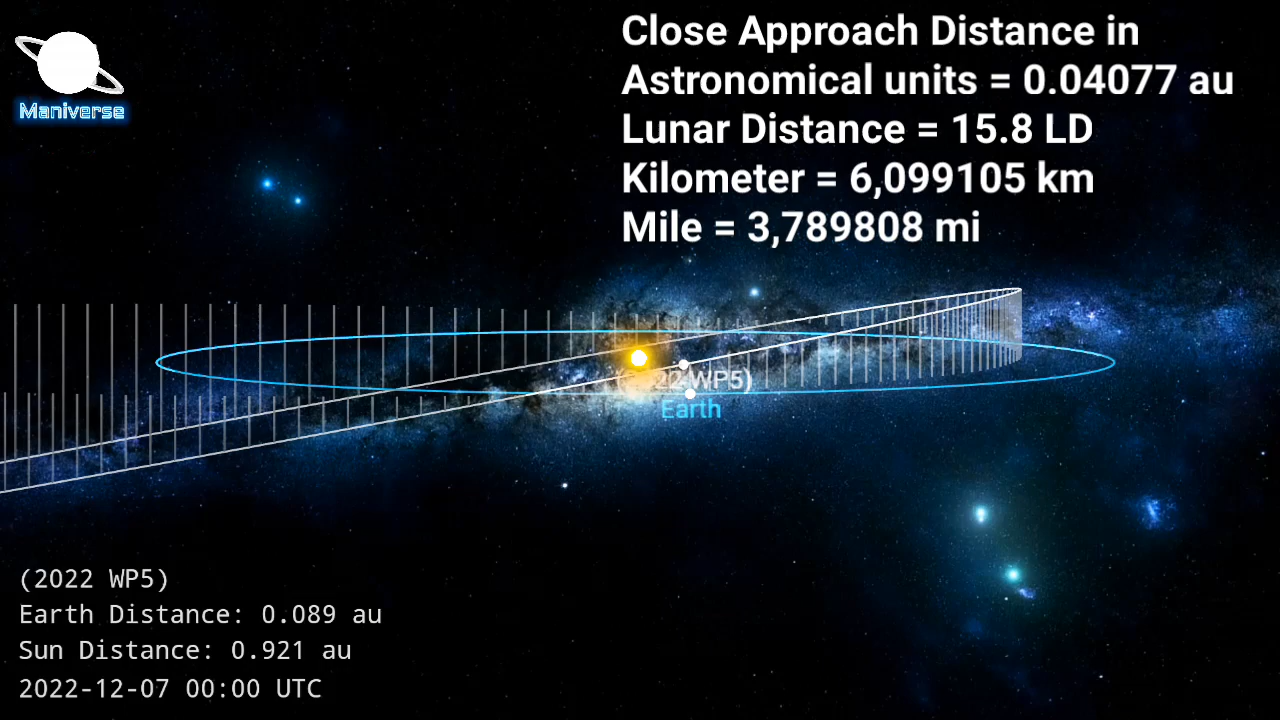 Maniverse
Close Approach Distance in
Astronomical units = 0.04077 au
Lunar Distance = 15.8 LD
Kilometer = 6,099105 km
Mile = 3,789808 mi
(2022 WP5)
Earth
(2022 WP5)
Earth Distance: 0.089 au
Sun Distance: 0.921 au
2022-12-07 00:00 UTC